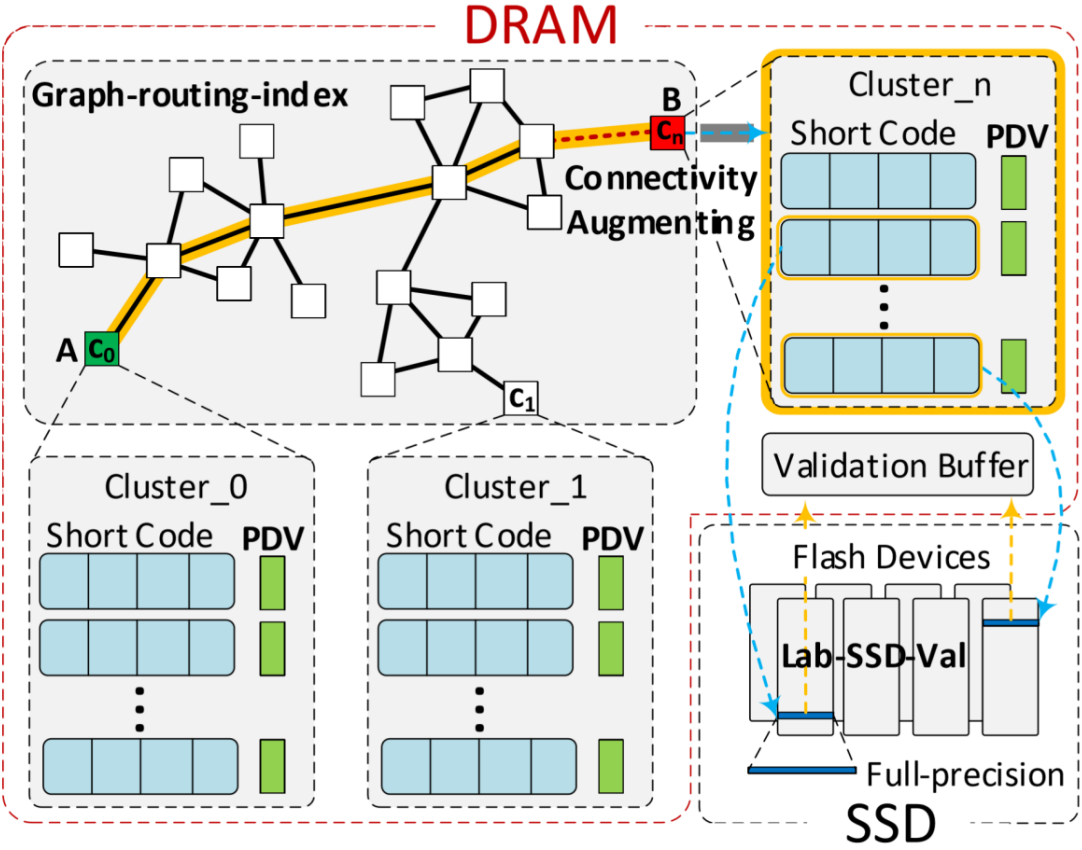 DRAM
Graph-routing-index
B
cn
Connectivity
Augmenting
A
c0
c1
Cluster_n
Short Code PDV
Cluster_0
Short Code PDV
Cluster_1
Short Code PDV
Validation Buffer
Flash Devices
Lab-SSD-Val
Full-precision
SSD